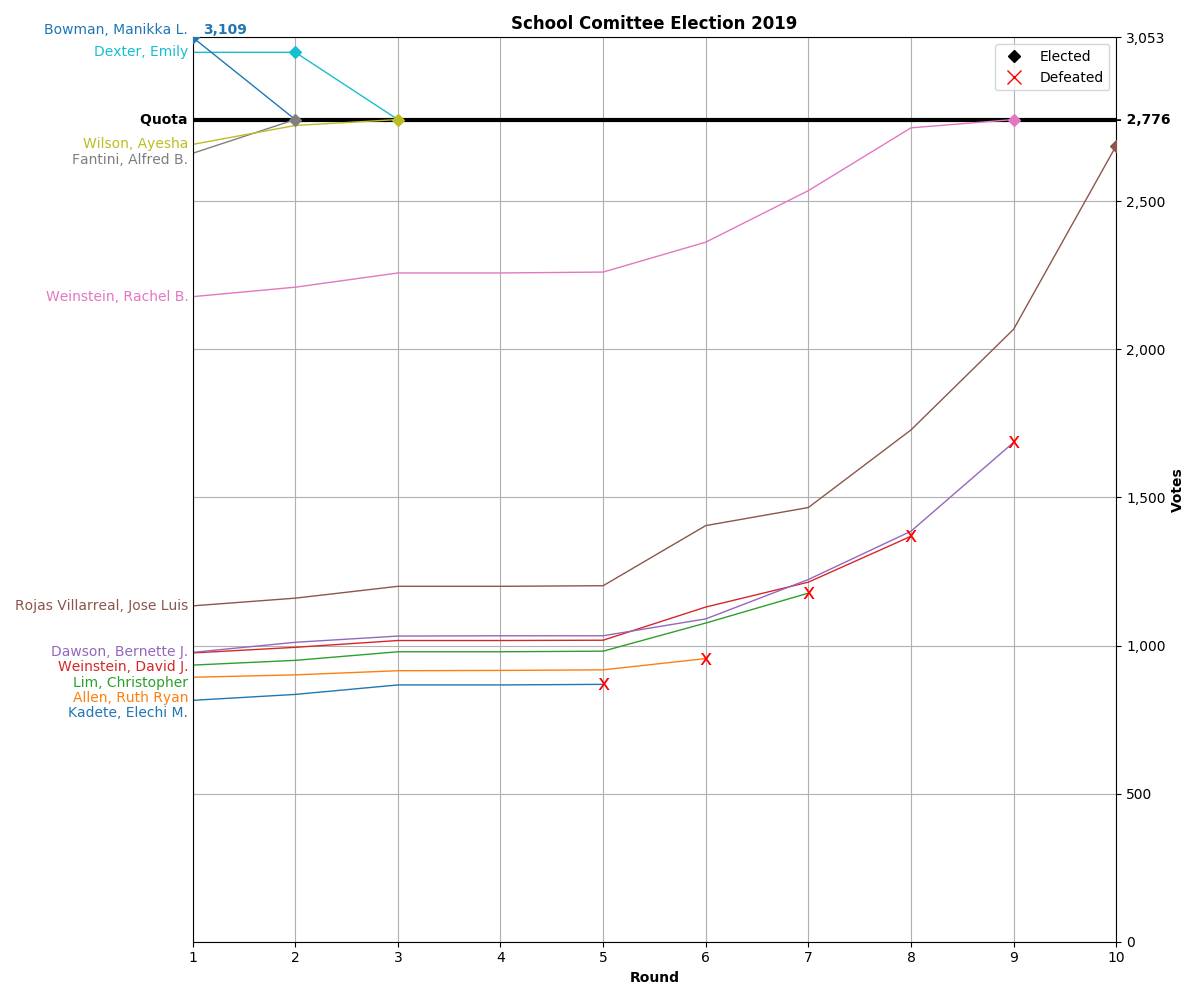 School Comittee Election 2019
Bowman, Manikka L. 3,109
Dexter, Emily
Quota
Wilson, Ayesha
Fantini, Alfred B.
Weinstein, Rachel B.
Rojas Villarreal, Jose Luis
Dawson, Bernette J.
Weinstein, David J.
Lim, Christopher
Allen, Ruth Ryan
Kadete, Elechi M.
Elected
Defeated
3,053
2,776
2,500
2,000
1,500
1,000
500
0
Votes
1 2 3 4 5 6 7 8 9 10
Round